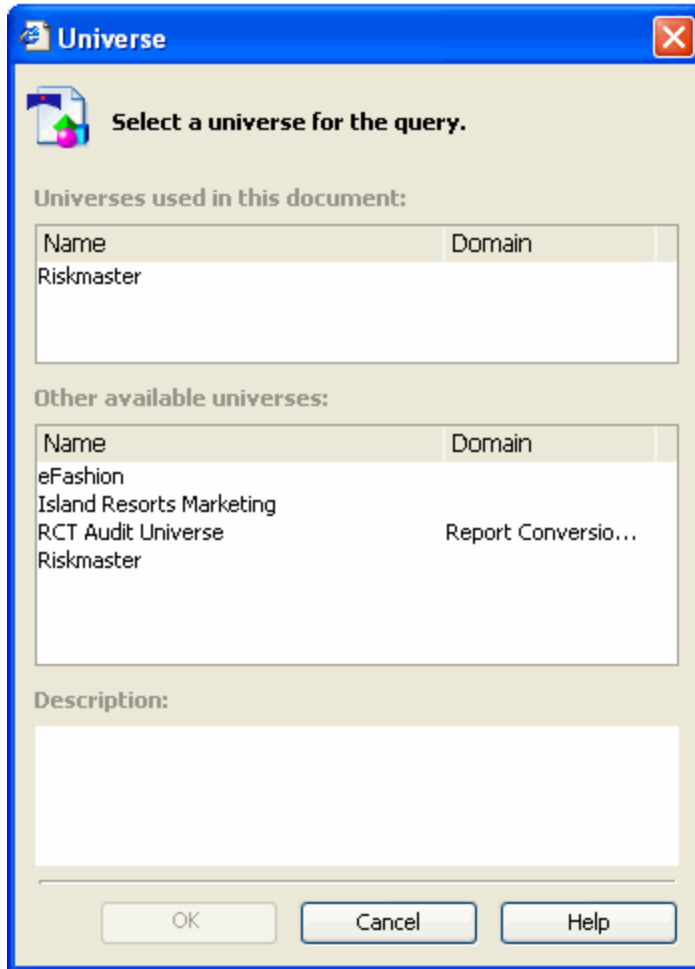 Universe
Select a universe for the query.
Universes used in this document:
Name Domain
Riskmaster
Other available universes:
Name Domain
eFashion
Island Resorts Marketing
RCT Audit Universe Report Conversio...
Riskmaster
Description:
OK Cancel Help